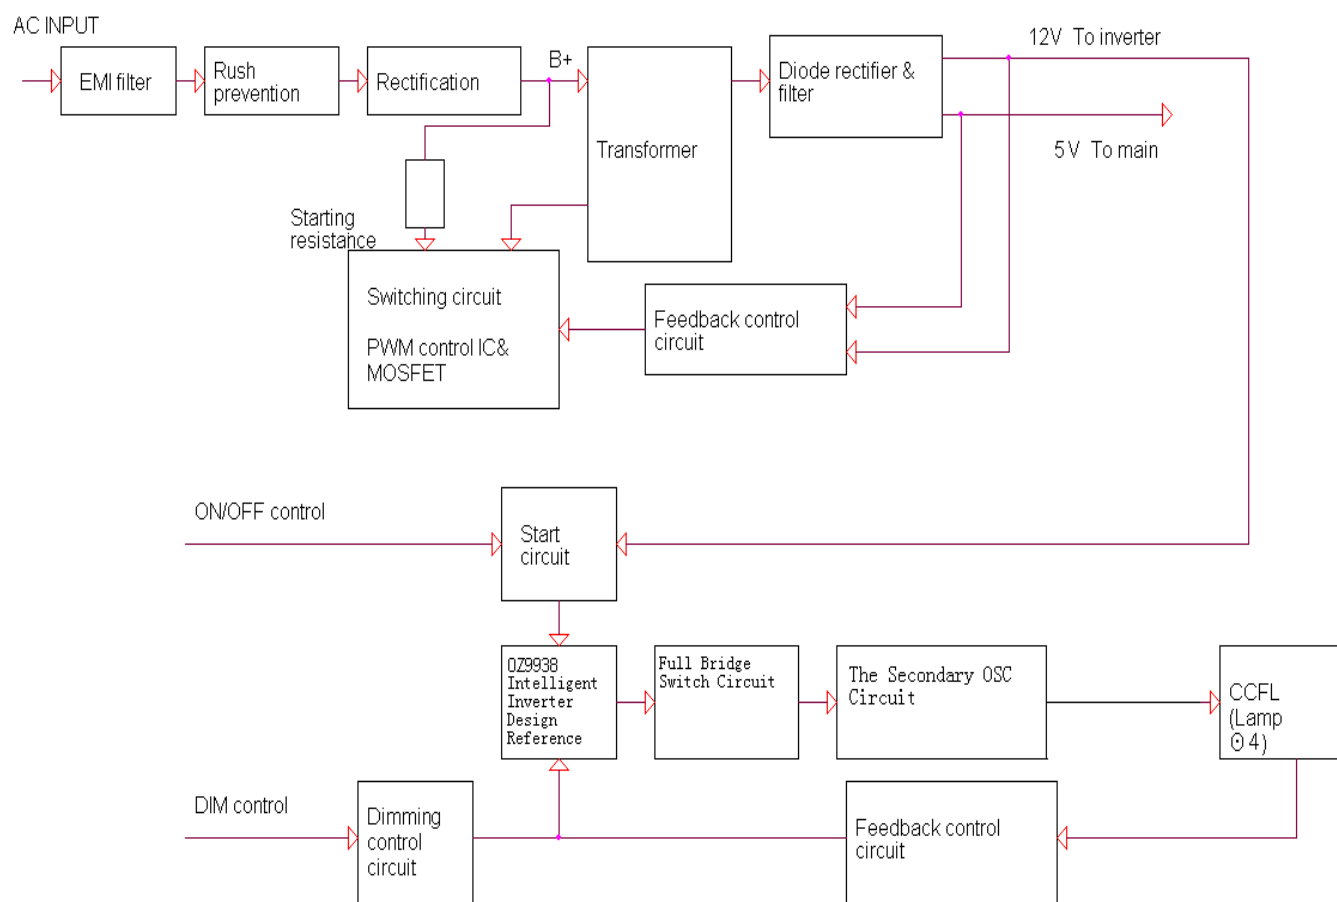 AC INPUT
EMI filter
Rush
prevention
Rectification
B+
Transformer
Diode rectifier &
filter
12V To inverter
5V To main
Starting
resistance
Switching circuit
PWM control IC&
MOSFET
Feedback control
circuit
ON/OFF control
Start
circuit
OZ9938
Intelligent
Inverter
Design
Reference
Full Bridge
Switch Circuit
The Secondary OSC
Circuit
CCFL
(Lamp
⊙4)
DIM control
Dimming
control
circuit
Feedback control
circuit